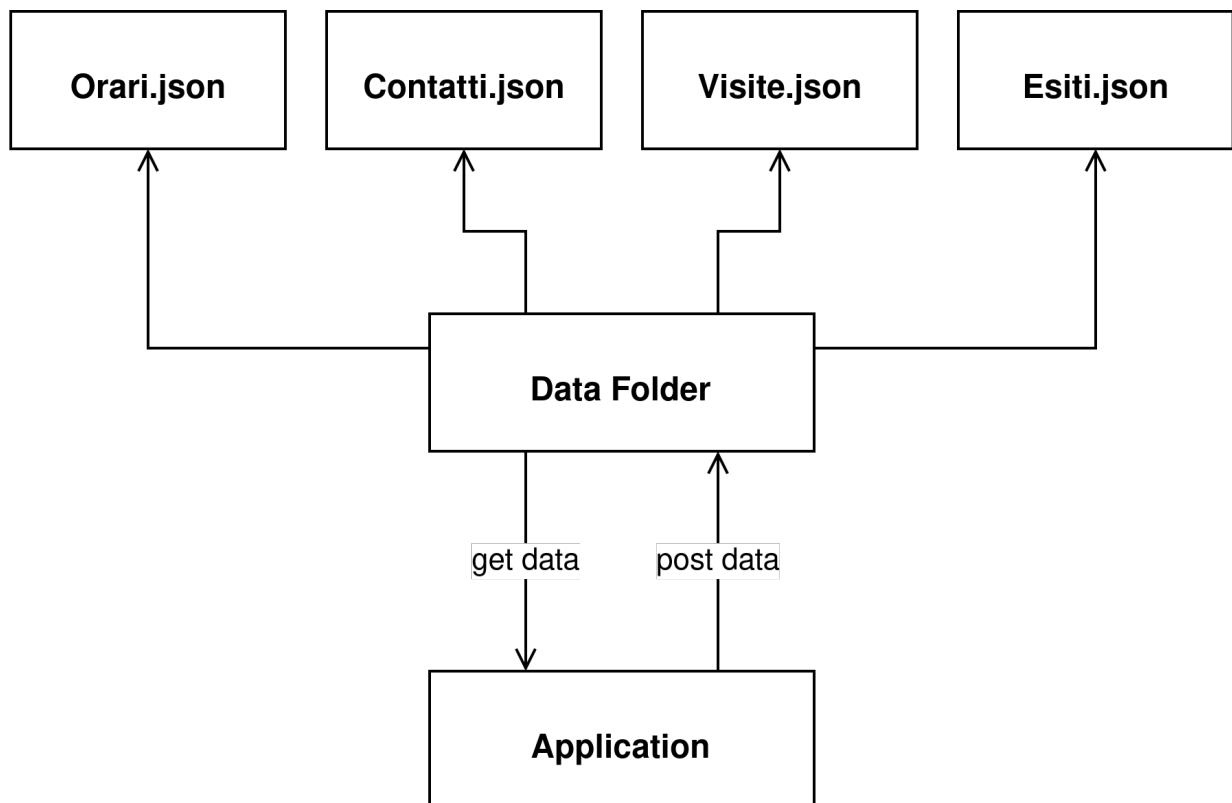 Orari.json
Contatti.json
Visite.json
Esiti.json
Data Folder
get data
post data
Application